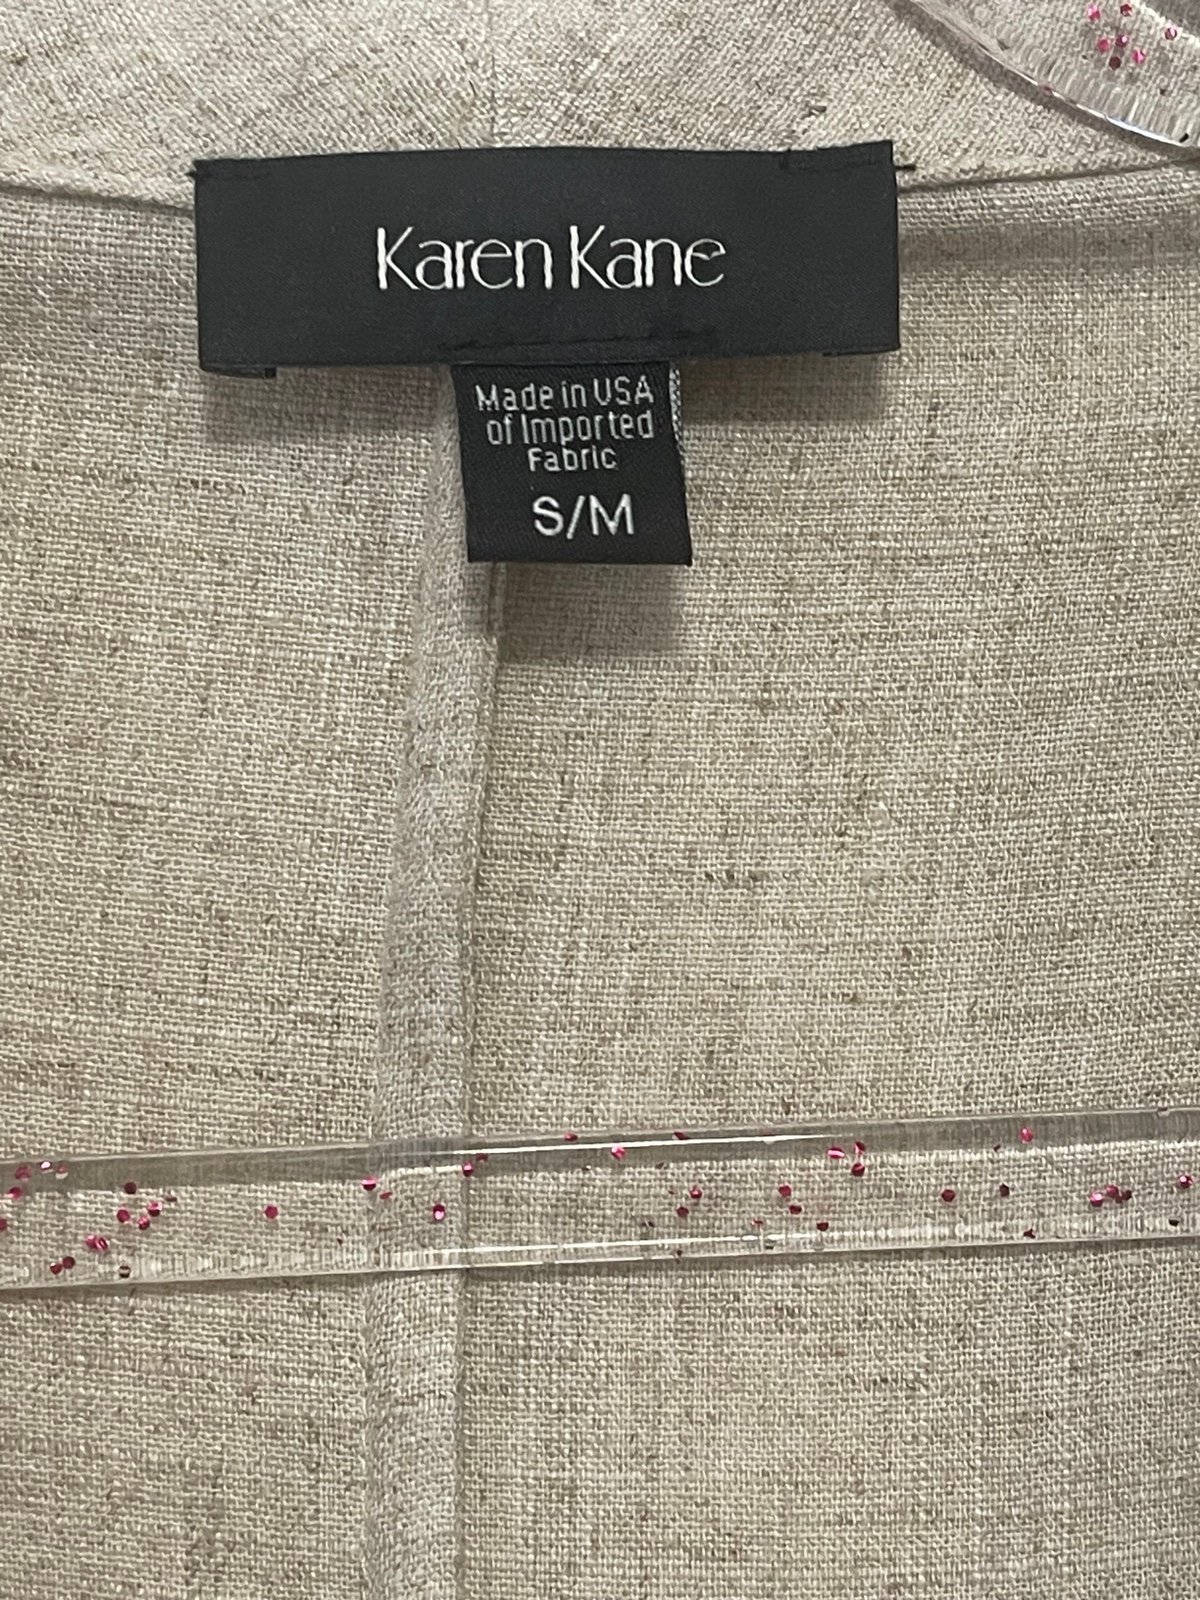 Karen Kane
Made in USA
of Imported
Fabric
S/M